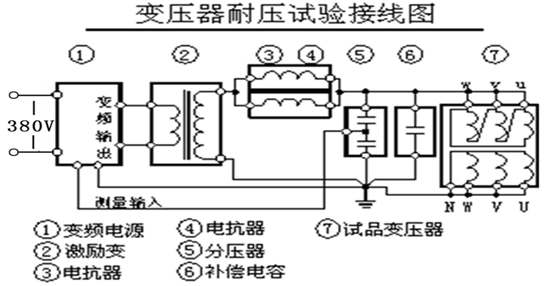 变压器耐压试验接线图
① ② ③ ④ ⑤ ⑥ ⑦
380V
变频输出
w v u
测量输入
N W V U
①变频电源 ④电抗器 ⑦试品变压器
②激励变 ⑤分压器
③电抗器 ⑥补偿电容